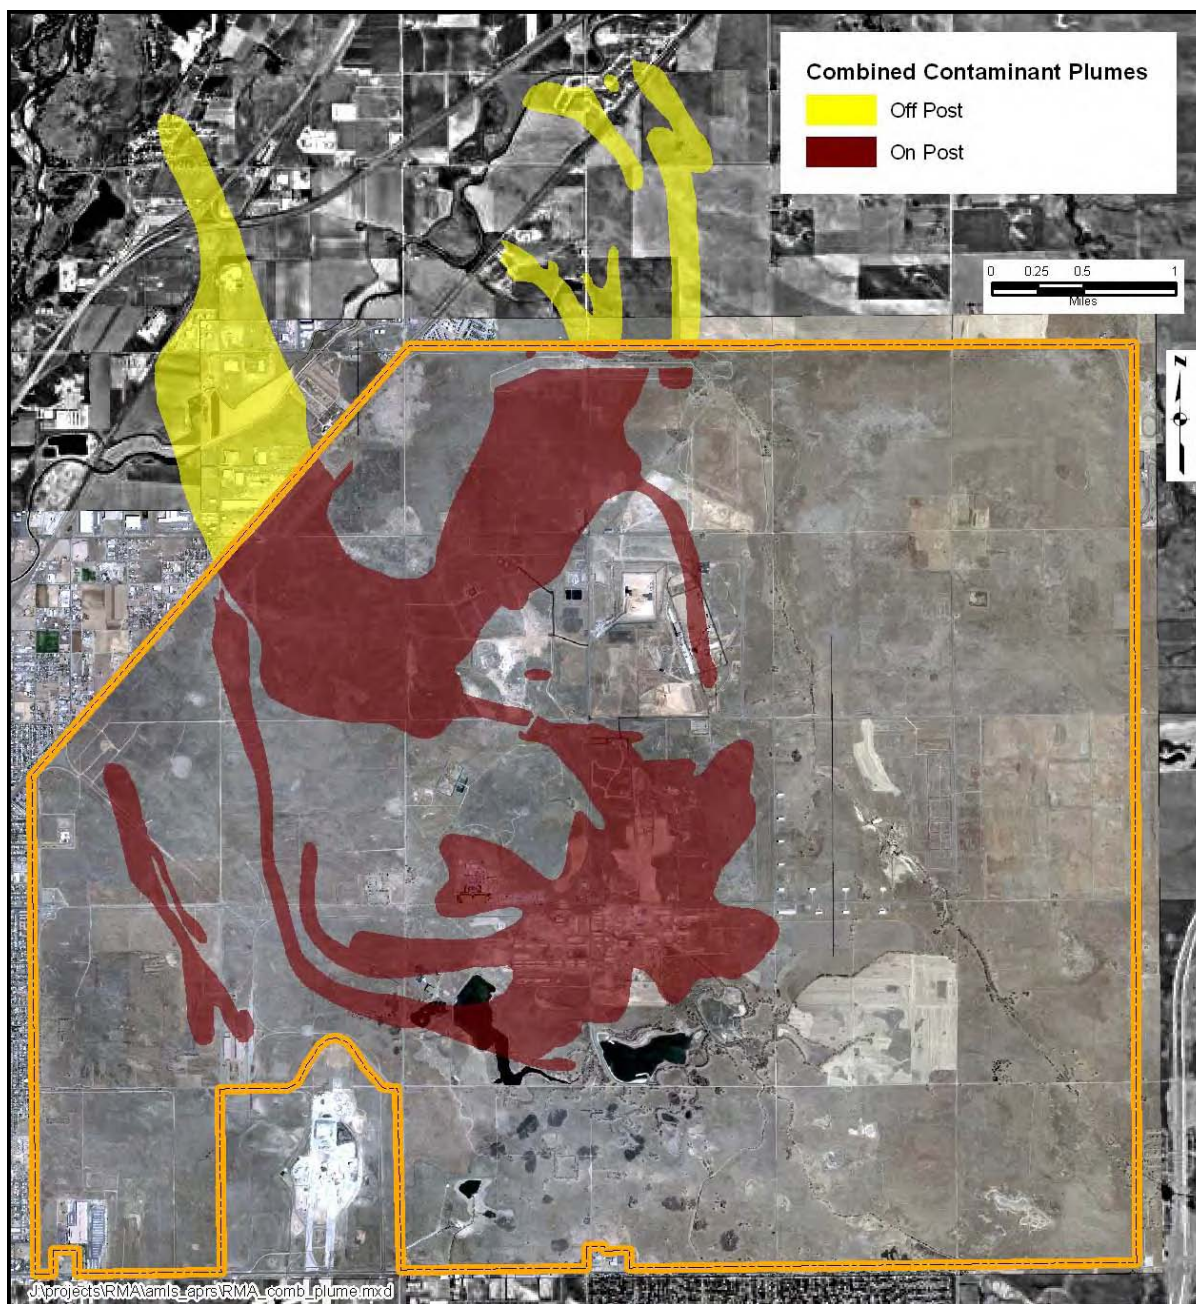 Combined Contaminant Plumes
Off Post
On Post
0 0.25 0.5 1
Miles
N
J:\projects\RMA\amls_aprs\RMA_comb_plume.mxd